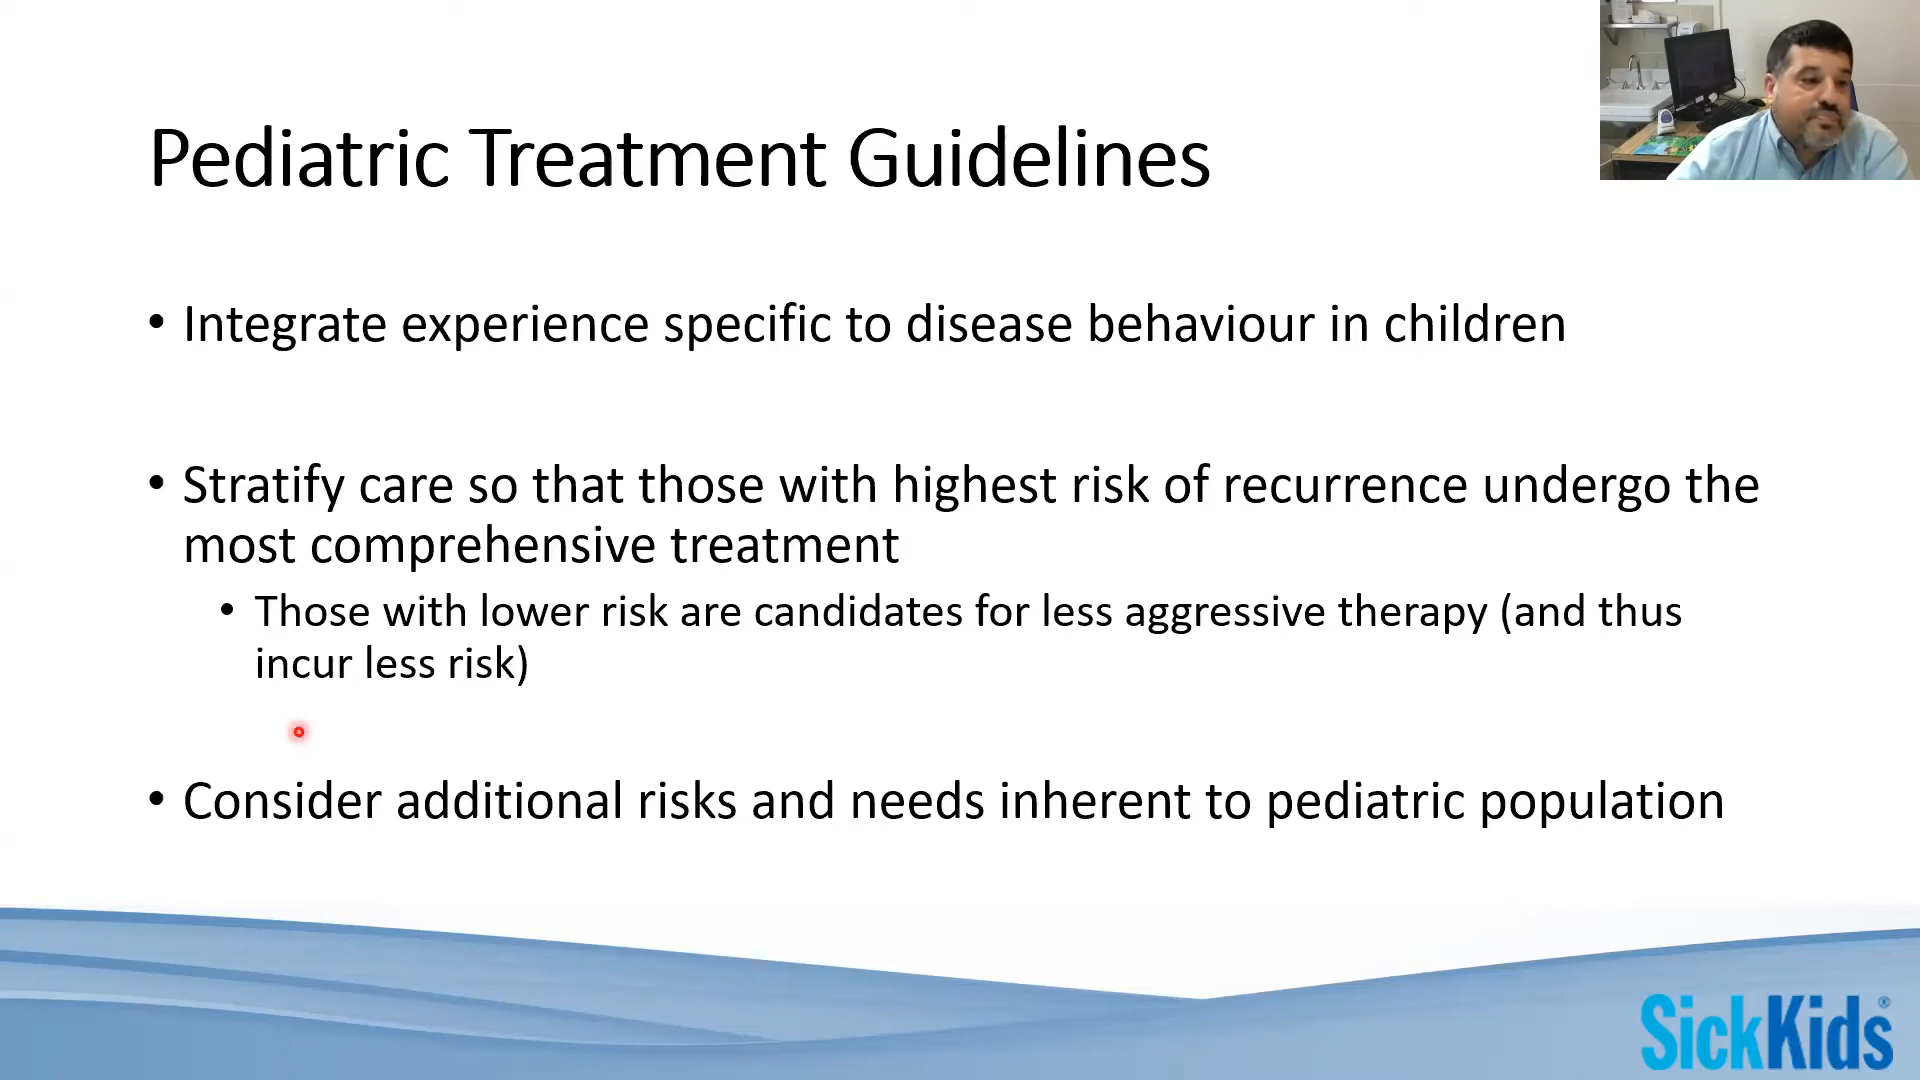 Pediatric Treatment Guidelines
• Integrate experience specific to disease behaviour in children
• Stratify care so that those with highest risk of recurrence undergo the
most comprehensive treatment
• Those with lower risk are candidates for less aggressive therapy (and thus
incur less risk)
• Consider additional risks and needs inherent to pediatric population
SickKids®